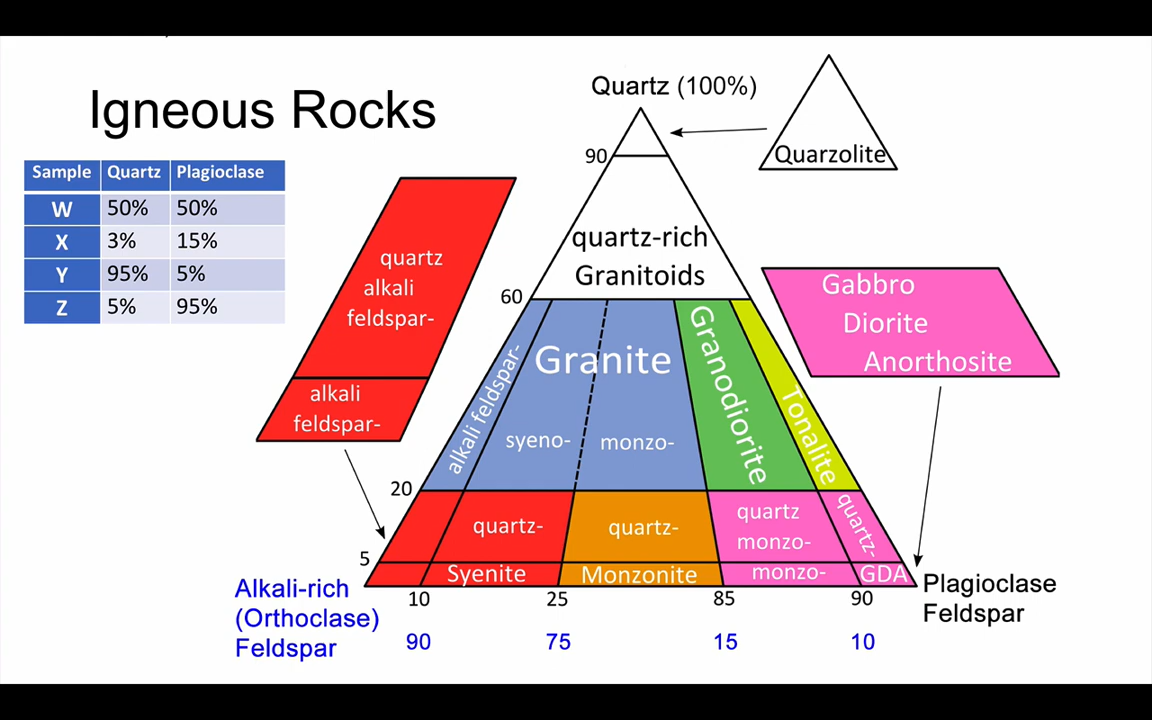 Igneous Rocks
Sample Quartz Plagioclase
W 50% 50%
X 3% 15%
Y 95% 5%
Z 5% 95%
Quartz (100%)
Quarzolite
90
quartz-rich
Granitoids
60
quartz
alkali
feldspar-
alkali
feldspar-
Gabbro
Diorite
Anorthosite
alkali feldspar-
Granite
syeno-
monzo-
Granodiorite
Tonalite
20
quartz-
quartz-
quartz
monzo-
quartz-
5
Syenite
Monzonite
monzo-
GDA
Alkali-rich
(Orthoclase)
Feldspar
Plagioclase
Feldspar
10 25 85 90
90 75 15 10